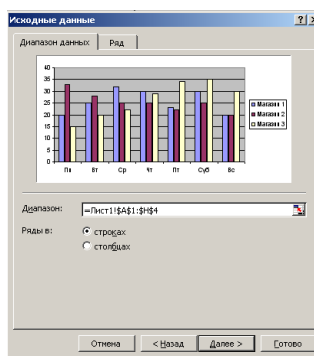 Исходные данные
Диапазон данных Ряд
40
35
30
25
20
15
10
5
0
Пн Вт Ср Чт Пт Суб Вс
Магазин 1
Магазин 2
Магазин 3
Диапазон: =Лист1!$A$1:$H$4
Ряды в: строках
столбцах
Отмена < Назад Далее > Готово